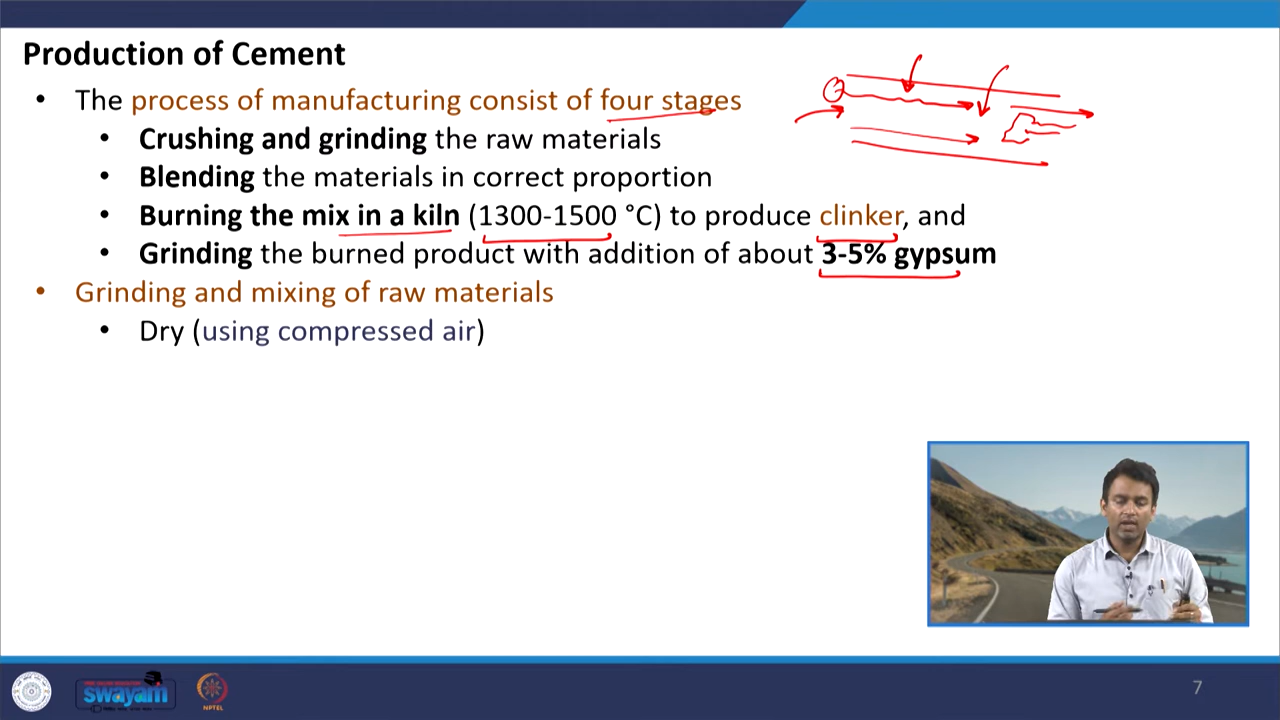 Production of Cement
• The process of manufacturing consist of four stages
• Crushing and grinding the raw materials
• Blending the materials in correct proportion
• Burning the mix in a kiln (1300-1500 °C) to produce clinker, and
• Grinding the burned product with addition of about 3-5% gypsum
• Grinding and mixing of raw materials
• Dry (using compressed air)
swayam
NPTEL
7